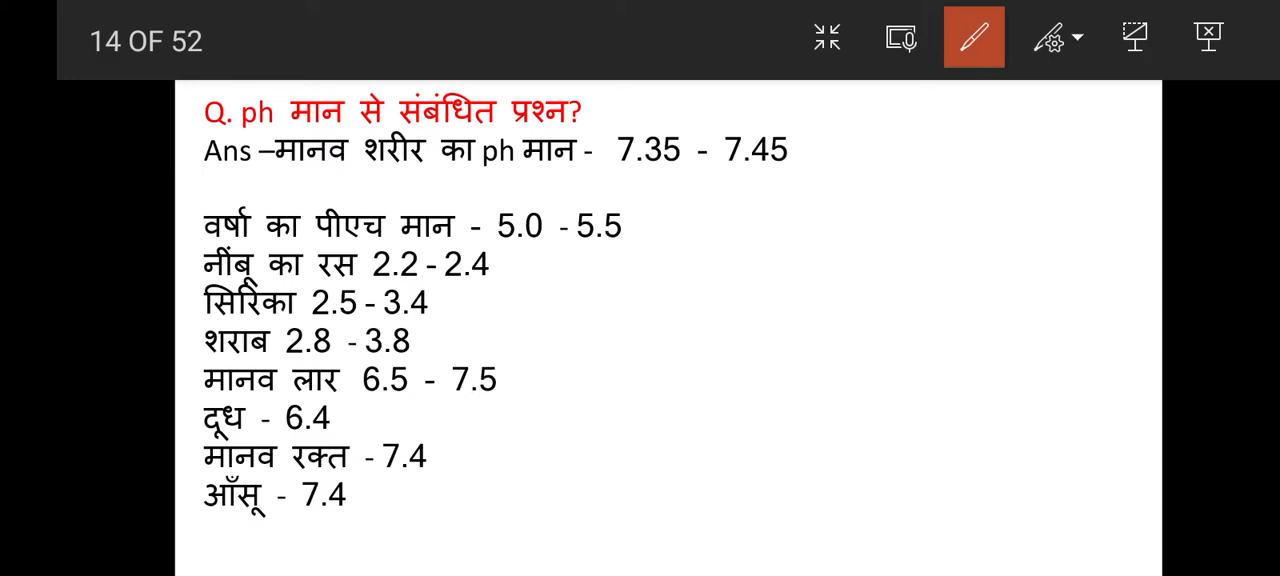 14 OF 52
Q. ph मान से संबंधित प्रश्न?
Ans –मानव शरीर का ph मान - 7.35 - 7.45
वर्षा का पीएच मान - 5.0 - 5.5
नींबू का रस 2.2 - 2.4
सिरिका 2.5 - 3.4
शराब 2.8 - 3.8
मानव लार 6.5 - 7.5
दूध - 6.4
मानव रक्त - 7.4
आँसू - 7.4